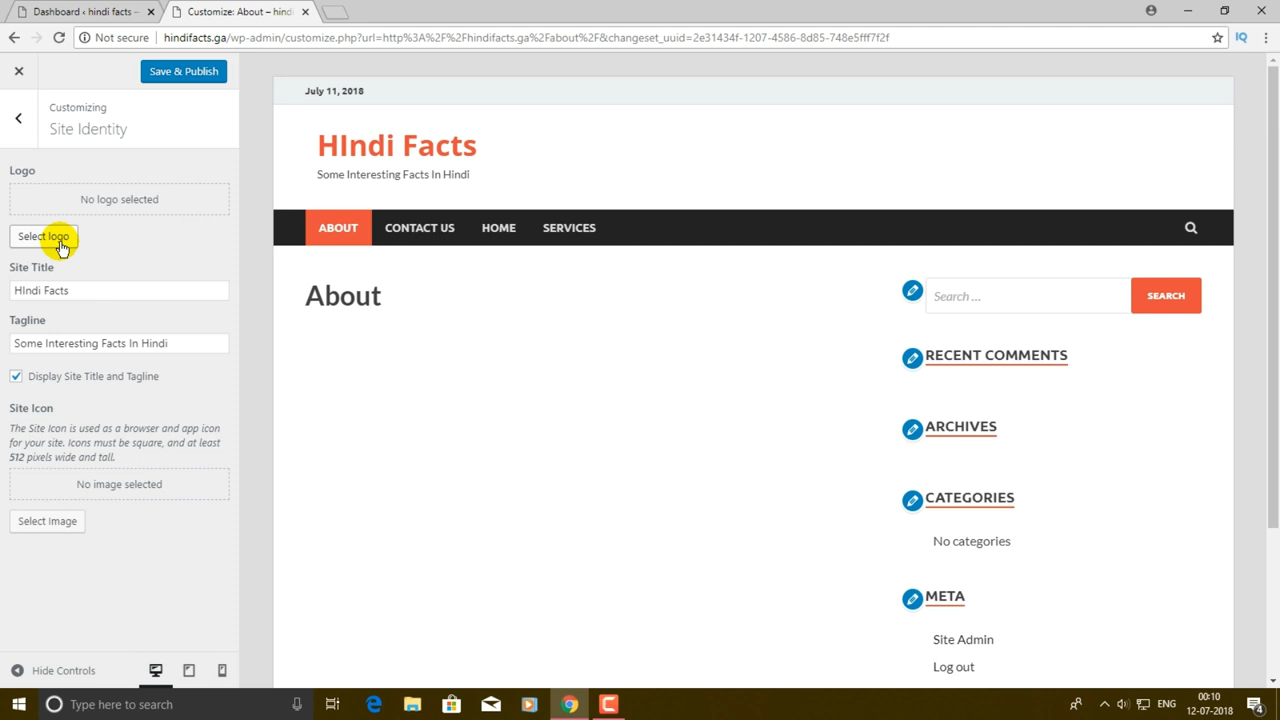 Dashboard ‹ hindi facts —
Customize: About – hindi
Not secure
hindifacts.ga/wp-admin/customize.php?url=http%3A%2F%2Fhindifacts.ga%2Fabout%2F&changeset_uuid=2e31434f-1207-4586-8d85-748e5fff7f2f
IQ
Save & Publish
Customizing
Site Identity
Logo
No logo selected
Select logo
Site Title
HIndi Facts
Tagline
Some Interesting Facts In Hindi
Display Site Title and Tagline
Site Icon
The Site Icon is used as a browser and app icon
for your site. Icons must be square, and at least
512 pixels wide and tall.
No image selected
Select Image
Hide Controls
July 11, 2018
HIndi Facts
Some Interesting Facts In Hindi
ABOUT
CONTACT US
HOME
SERVICES
About
Search …
SEARCH
RECENT COMMENTS
ARCHIVES
CATEGORIES
No categories
META
Site Admin
Log out
Type here to search
ENG
00:10
12-07-2018
4